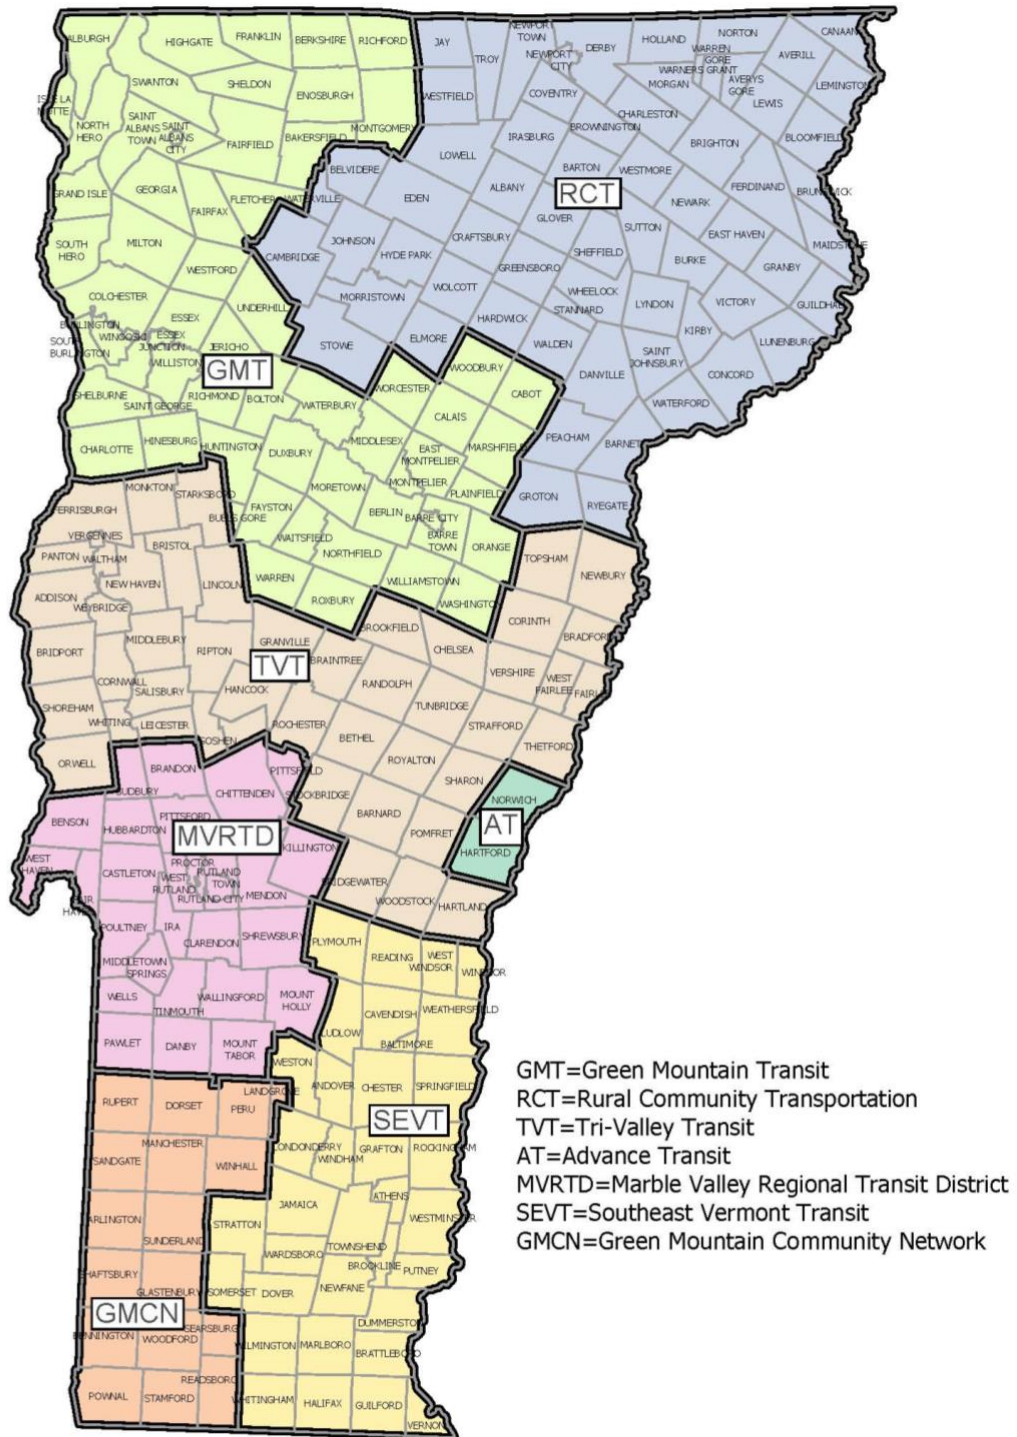 ALBURGH
HIGHGATE
FRANKLIN
BERKSHIRE
RICHFORD
JAY
TROY
NEWPORT
TOWN
NEWPORT
CITY
DERBY
HOLLAND
NORTON
WARREN
GORE
WARNERS GRANT
MORGAN
AVERYS
GORE
AVERILL
CANAAN
LEMINGTON
LEWIS
SWANTON
SHELDON
ENOSBURGH
WESTFIELD
COVENTRY
CHARLESTON
BROWNINGTON
BLOOMFIELD
ISLE LA
MOTTE
NORTH
HERO
SAINT
ALBANS
TOWN
SAINT
ALBANS
CITY
FAIRFIELD
BAKERSFIELD
MONTGOMERY
LOWELL
IRASBURG
BRIGHTON
BELVIDERE
BARTON
WESTMORE
FERDINAND
BRUNSWICK
GRAND ISLE
GEORGIA
FLETCHER
WATERVILLE
EDEN
ALBANY
RCT
NEWARK
FAIRFAX
GLOVER
SUTTON
EAST HAVEN
MAIDSTONE
SOUTH
HERO
MILTON
JOHNSON
CRAFTSBURY
CAMBRIDGE
HYDE PARK
SHEFFIELD
BURKE
GRANBY
WESTFORD
GREENSBORO
COLCHESTER
MORRISTOWN
WOLCOTT
WHEELOCK
STANNARD
LYNDON
VICTORY
GUILDHALL
UNDERHILL
ESSEX
HARDWICK
BURLINGTON
WINOOSKI
ESSEX
JUNCTION
JERICHO
SOUTH
BURLINGTON
STOWE
ELMORE
WALDEN
KIRBY
LUNENBURG
SAINT
JOHNSBURY
WILLISTON
GMT
WOODBURY
DANVILLE
CONCORD
SHELBURNE
SAINT GEORGE
RICHMOND
BOLTON
WATERBURY
WORCESTER
CABOT
WATERFORD
CALAIS
CHARLOTTE
HINESBURG
HUNTINGTON
DUXBURY
MIDDLESEX
EAST
MONTPELIER
MARSHFIELD
PEACHAM
BARNET
MONTPELIER
PLAINFIELD
GROTON
RYEGATE
MONKTON
STARKSBORO
MORETOWN
FERRISBURGH
BUELS GORE
FAYSTON
BERLIN
BARRE CITY
BARRE
TOWN
VERGENNES
WAITSFIELD
ORANGE
PANTON
WALTHAM
BRISTOL
NORTHFIELD
TOPSHAM
NEWBURY
NEW HAVEN
LINCOLN
WARREN
WILLIAMSTOWN
ADDISON
WEYBRIDGE
ROXBURY
WASHINGTON
CORINTH
BROOKFIELD
BRADFORD
BRIDPORT
MIDDLEBURY
RIPTON
GRANVILLE
CHELSEA
TVT
BRAINTREE
VERSHIRE
WEST
FAIRLEE
FAIRLEE
CORNWALL
SALISBURY
HANCOCK
RANDOLPH
SHOREHAM
TUNBRIDGE
WHITING
LEICESTER
ROCHESTER
STRAFFORD
GOSHEN
BETHEL
THETFORD
ORWELL
ROYALTON
BRANDON
PITTSFIELD
SHARON
SUDBURY
CHITTENDEN
STOCKBRIDGE
NORWICH
PITTSFORD
BARNARD
BENSON
HUBBARDTON
MVRTD
POMFRET
AT
KILLINGTON
HARTFORD
WEST
HAVEN
CASTLETON
PROCTOR
WEST
RUTLAND
RUTLAND
TOWN
RUTLAND CITY
MENDON
BRIDGEWATER
FAIR
HAVEN
WOODSTOCK
HARTLAND
POULTNEY
IRA
CLARENDON
SHREWSBURY
PLYMOUTH
READING
WEST
WINDSOR
WINDSOR
MIDDLETOWN
SPRINGS
WELLS
TINMOUTH
WALLINGFORD
MOUNT
HOLLY
CAVENDISH
WEATHERSFIELD
LUDLOW
BALTIMORE
PAWLET
DANBY
MOUNT
TABOR
WESTON
ANDOVER
CHESTER
SPRINGFIELD
LANDGROVE
RUPERT
DORSET
PERU
SEVT
MANCHESTER
LONDONDERRY
WINDHAM
GRAFTON
ROCKINGHAM
SANDGATE
WINHALL
JAMAICA
ATHENS
ARLINGTON
STRATTON
WESTMINSTER
SUNDERLAND
WARDSBORO
TOWNSHEND
BROOKLINE
PUTNEY
SHAFTSBURY
GLASTENBURY
SOMERSET
DOVER
NEWFANE
GMCN
DUMMERSTON
SEARSBURG
BENNINGTON
WOODFORD
WILMINGTON
MARLBORO
BRATTLEBORO
READSBORO
POWNAL
STAMFORD
WHITINGHAM
HALIFAX
GUILFORD
VERNON
GMT=Green Mountain Transit
RCT=Rural Community Transportation
TVT=Tri-Valley Transit
AT=Advance Transit
MVRTD=Marble Valley Regional Transit District
SEVT=Southeast Vermont Transit
GMCN=Green Mountain Community Network